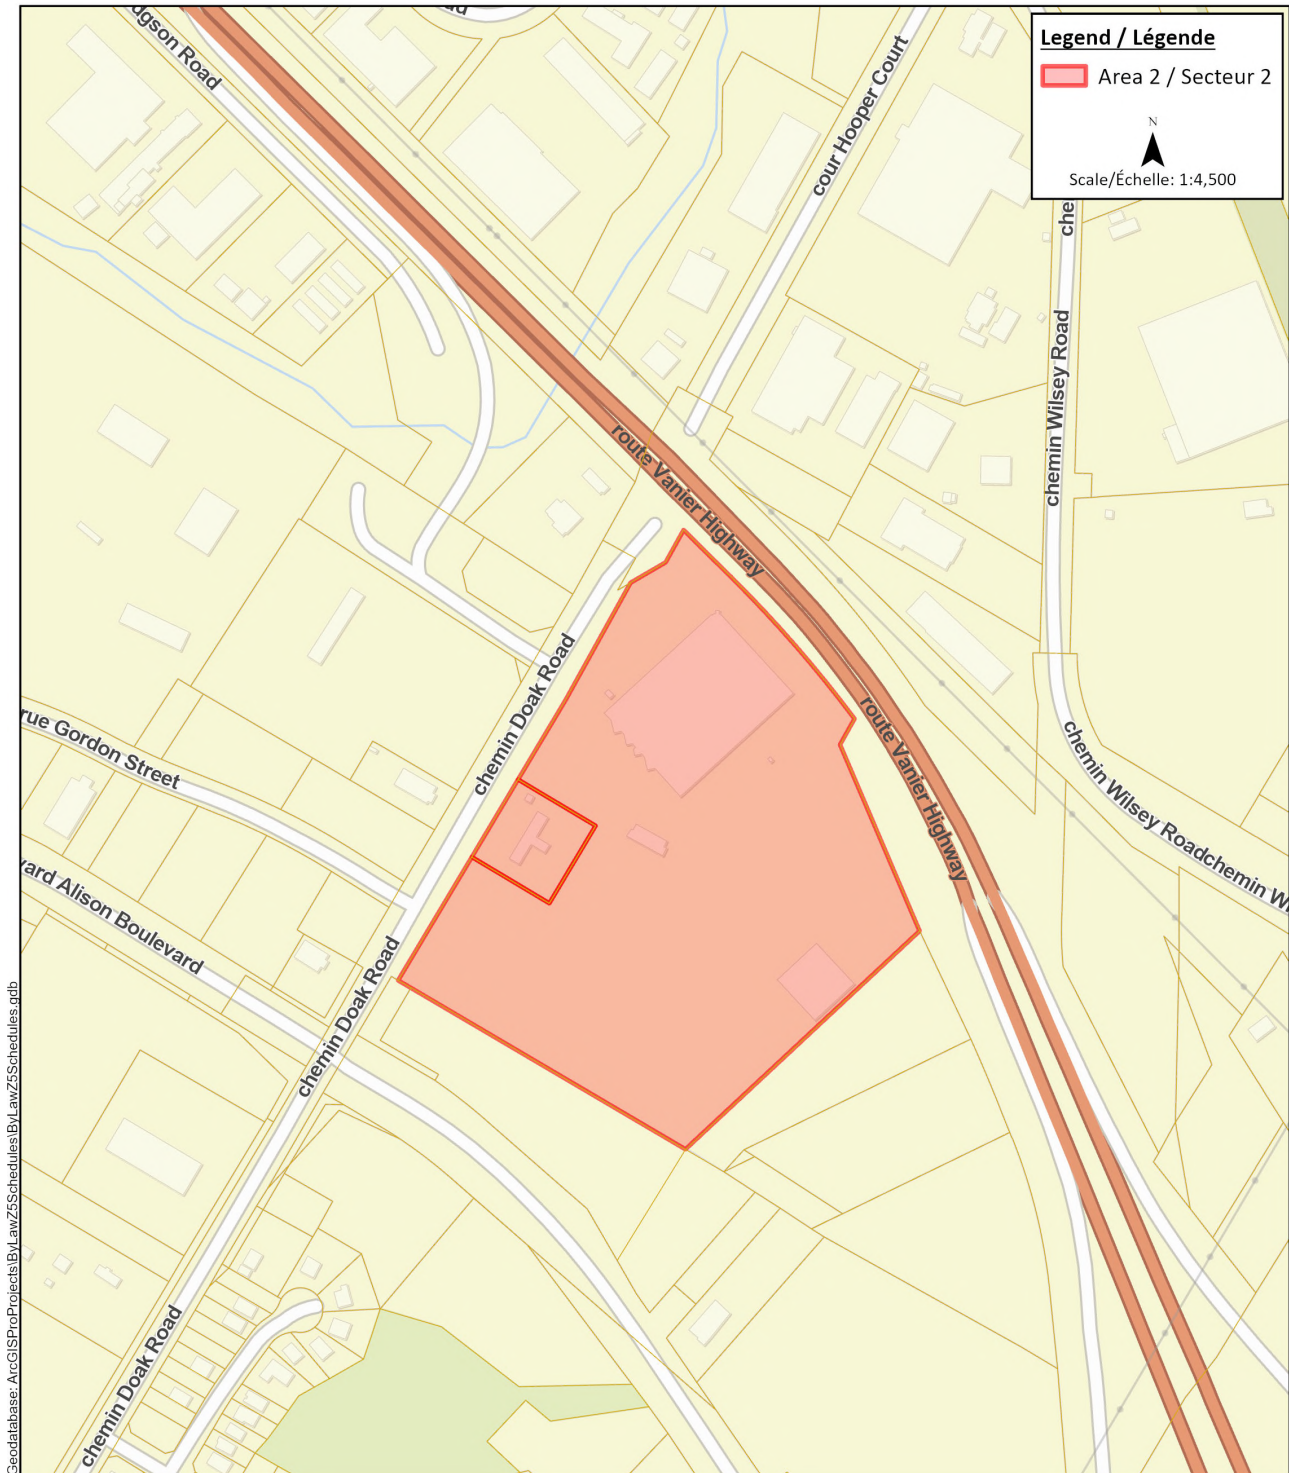 Legend / Légende
Area 2 / Secteur 2
N
Scale/Échelle: 1:4,500
dgson Road
cour Hooper Court
che
chemin Wilsey Road
route Vanier Highway
chemin Doak Road
rue Gordon Street
route Vanier Highway
chemin Wilsey Roadchemin Wi
vard Alison Boulevard
chemin Doak Road
chemin Doak Road
Geodatabase: ArcGISProProjects\ByLawZ5Schedules\ByLawZ5Schedules.gdb